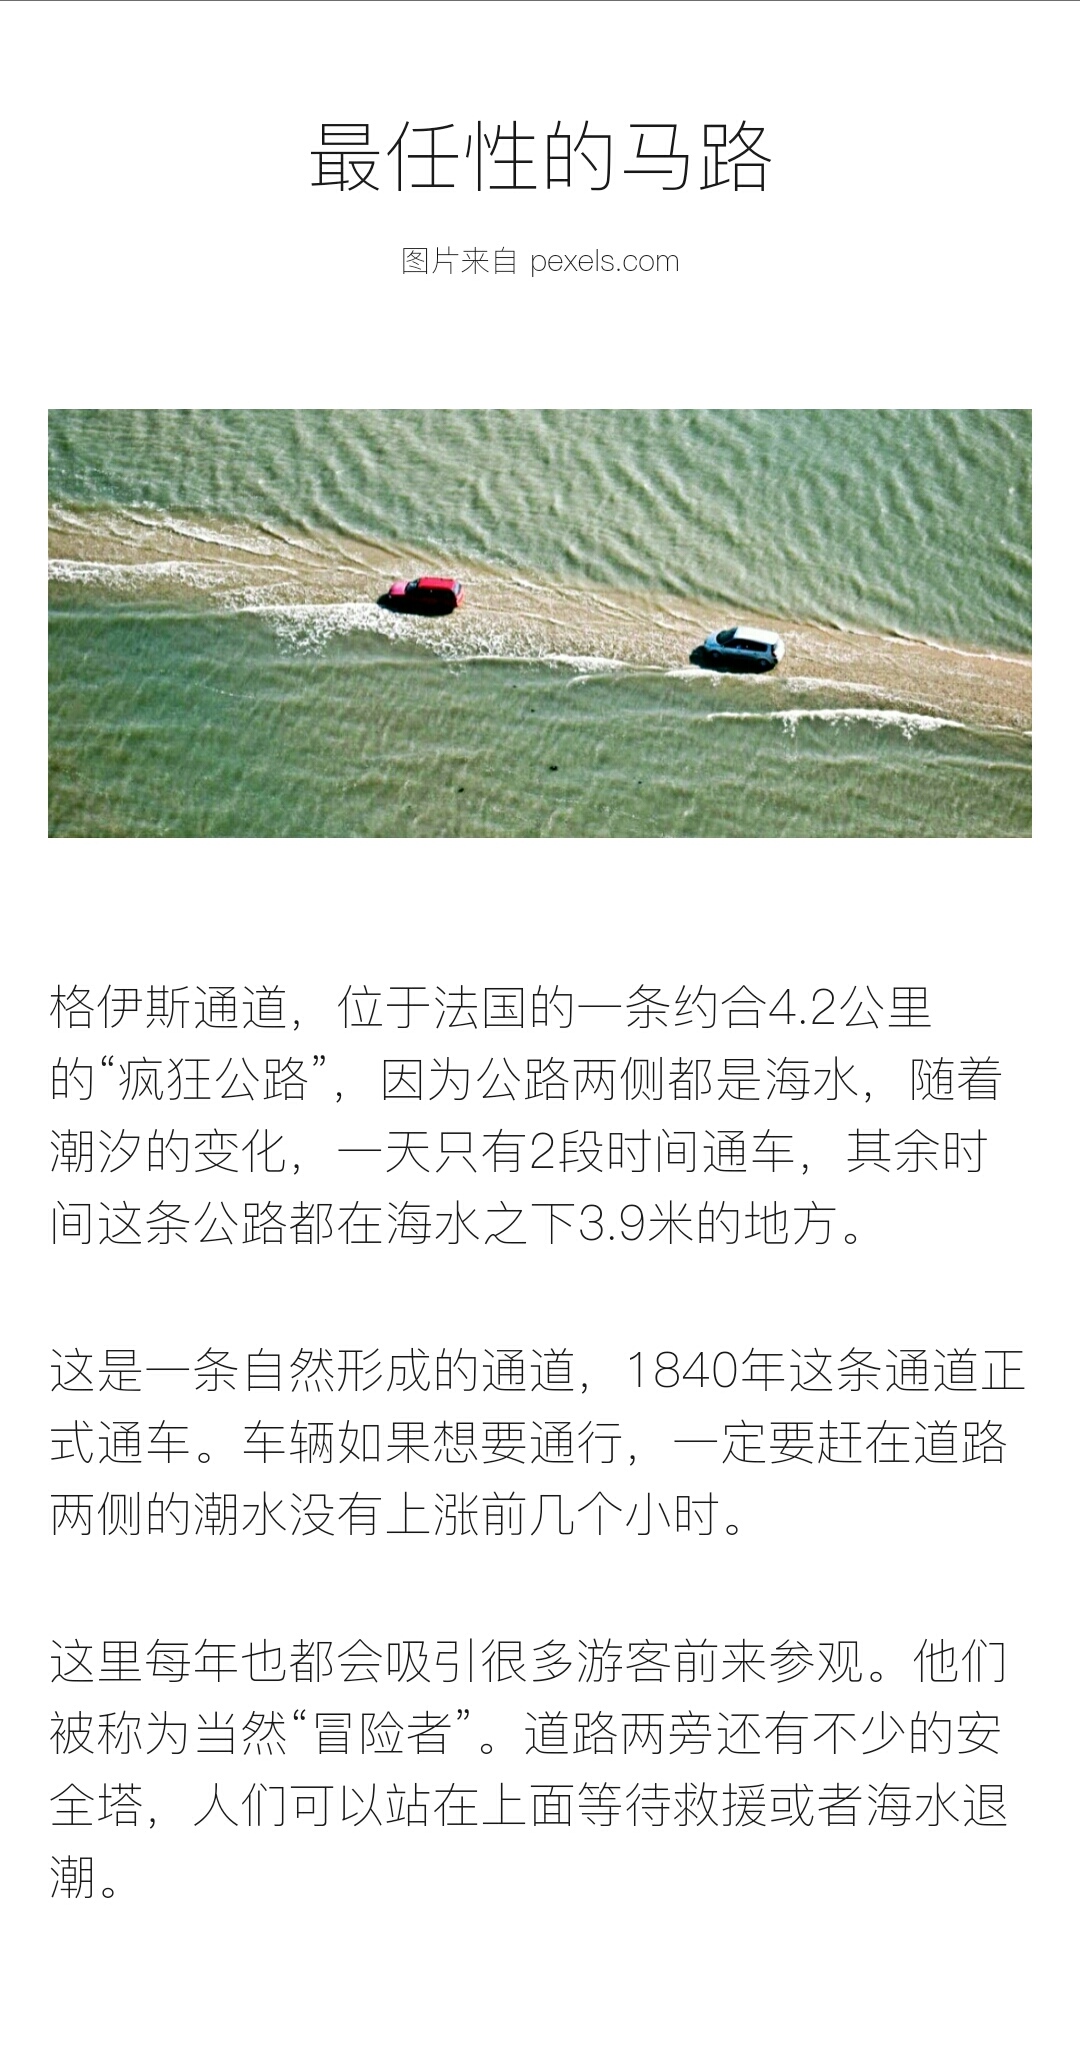 最任性的马路
图片来自 pexels.com
格伊斯通道，位于法国的一条约合4.2公里
的“疯狂公路”，因为公路两侧都是海水，随着
潮汐的变化，一天只有2段时间通车，其余时
间这条公路都在海水之下3.9米的地方。
这是一条自然形成的通道，1840年这条通道正
式通车。车辆如果想要通行，一定要赶在道路
两侧的潮水没有上涨前几个小时。
这里每年也都会吸引很多游客前来参观。他们
被称为当然“冒险者”。道路两旁还有不少的安
全塔，人们可以站在上面等待救援或者海水退
潮。